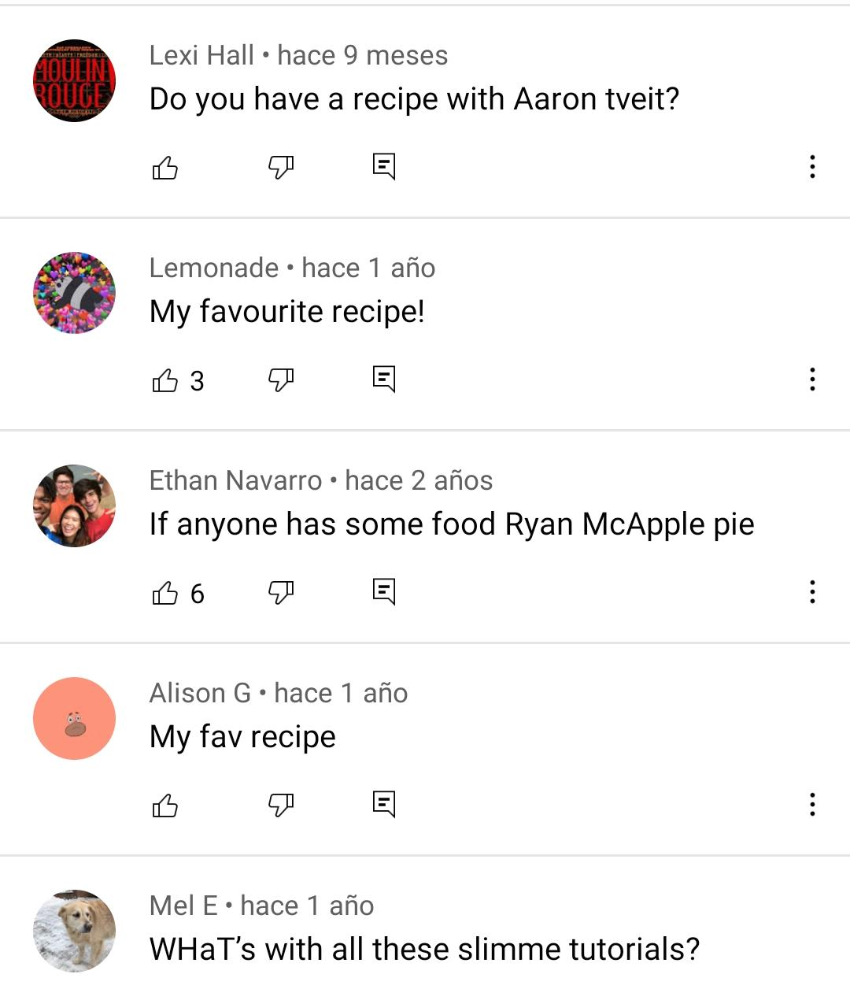 MOULIN
ROUGE
Lexi Hall • hace 9 meses
Do you have a recipe with Aaron tveit?
Lemonade • hace 1 año
My favourite recipe!
3
Ethan Navarro • hace 2 años
If anyone has some food Ryan McApple pie
6
Alison G • hace 1 año
My fav recipe
Mel E • hace 1 año
WHaT’s with all these slimme tutorials?